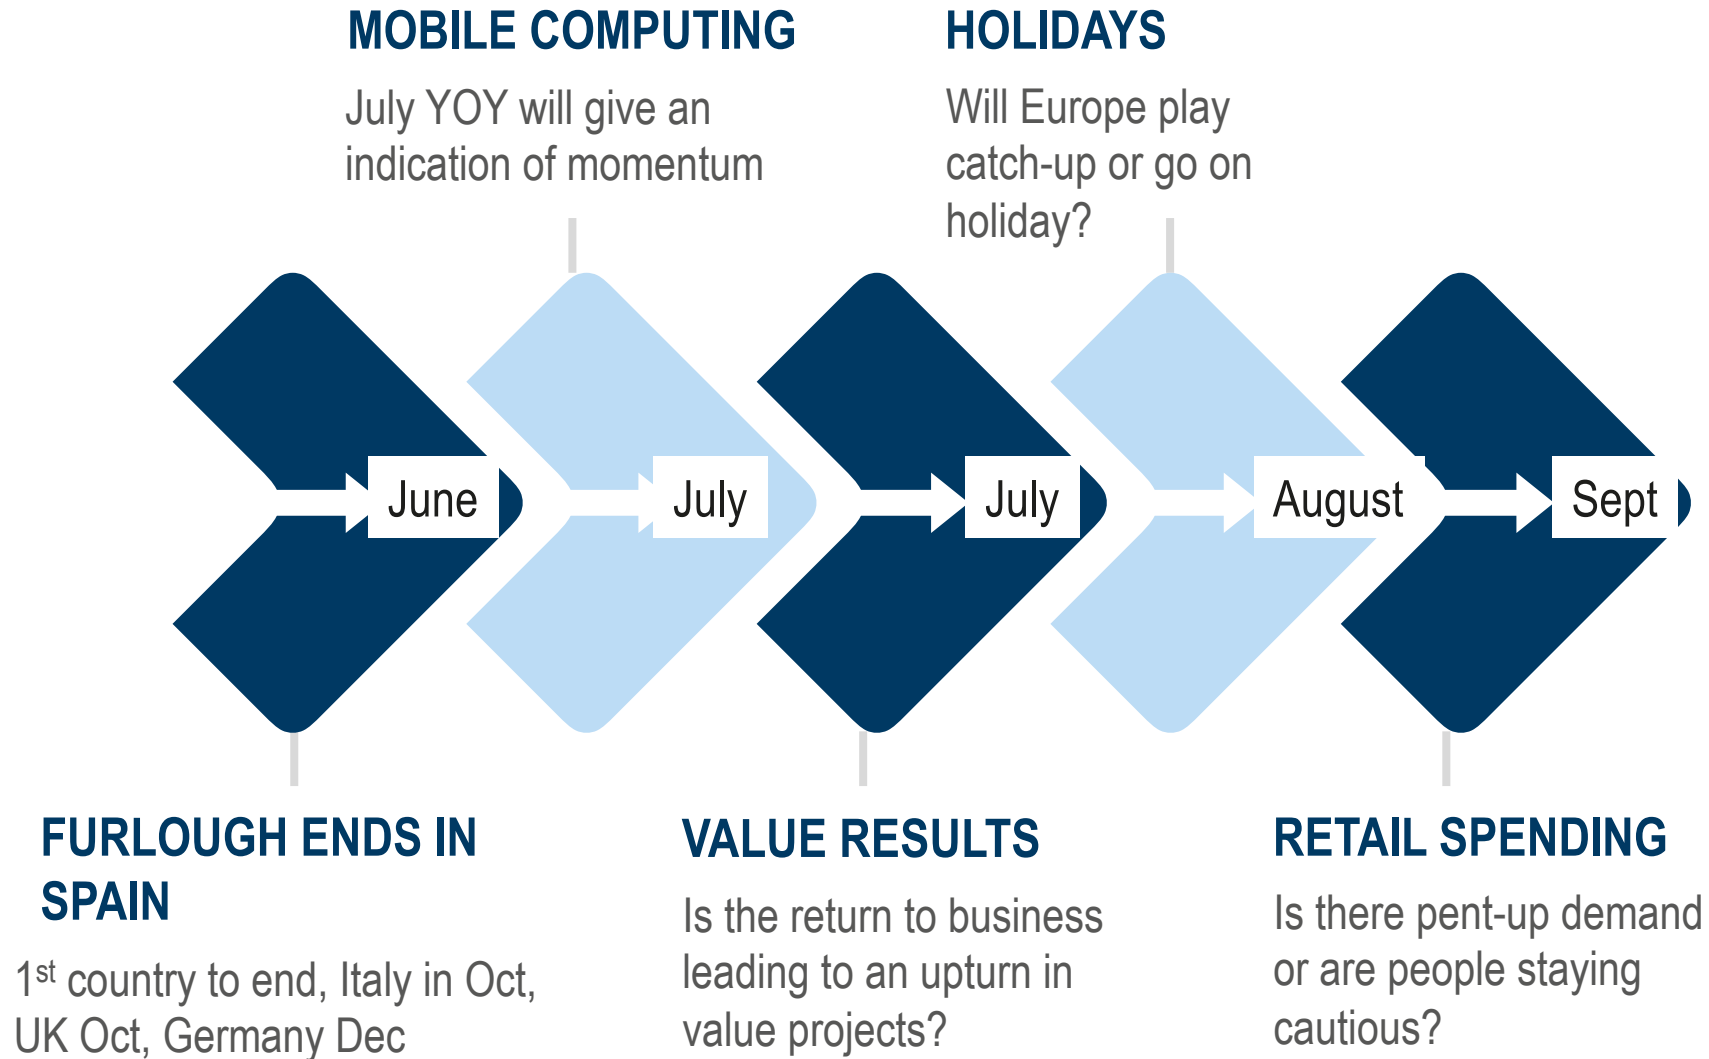 MOBILE COMPUTING
July YOY will give an
indication of momentum
HOLIDAYS
Will Europe play
catch-up or go on
holiday?
June
July
July
August
Sept
FURLOUGH ENDS IN
SPAIN
1st country to end, Italy in Oct,
UK Oct, Germany Dec
VALUE RESULTS
Is the return to business
leading to an upturn in
value projects?
RETAIL SPENDING
Is there pent-up demand
or are people staying
cautious?